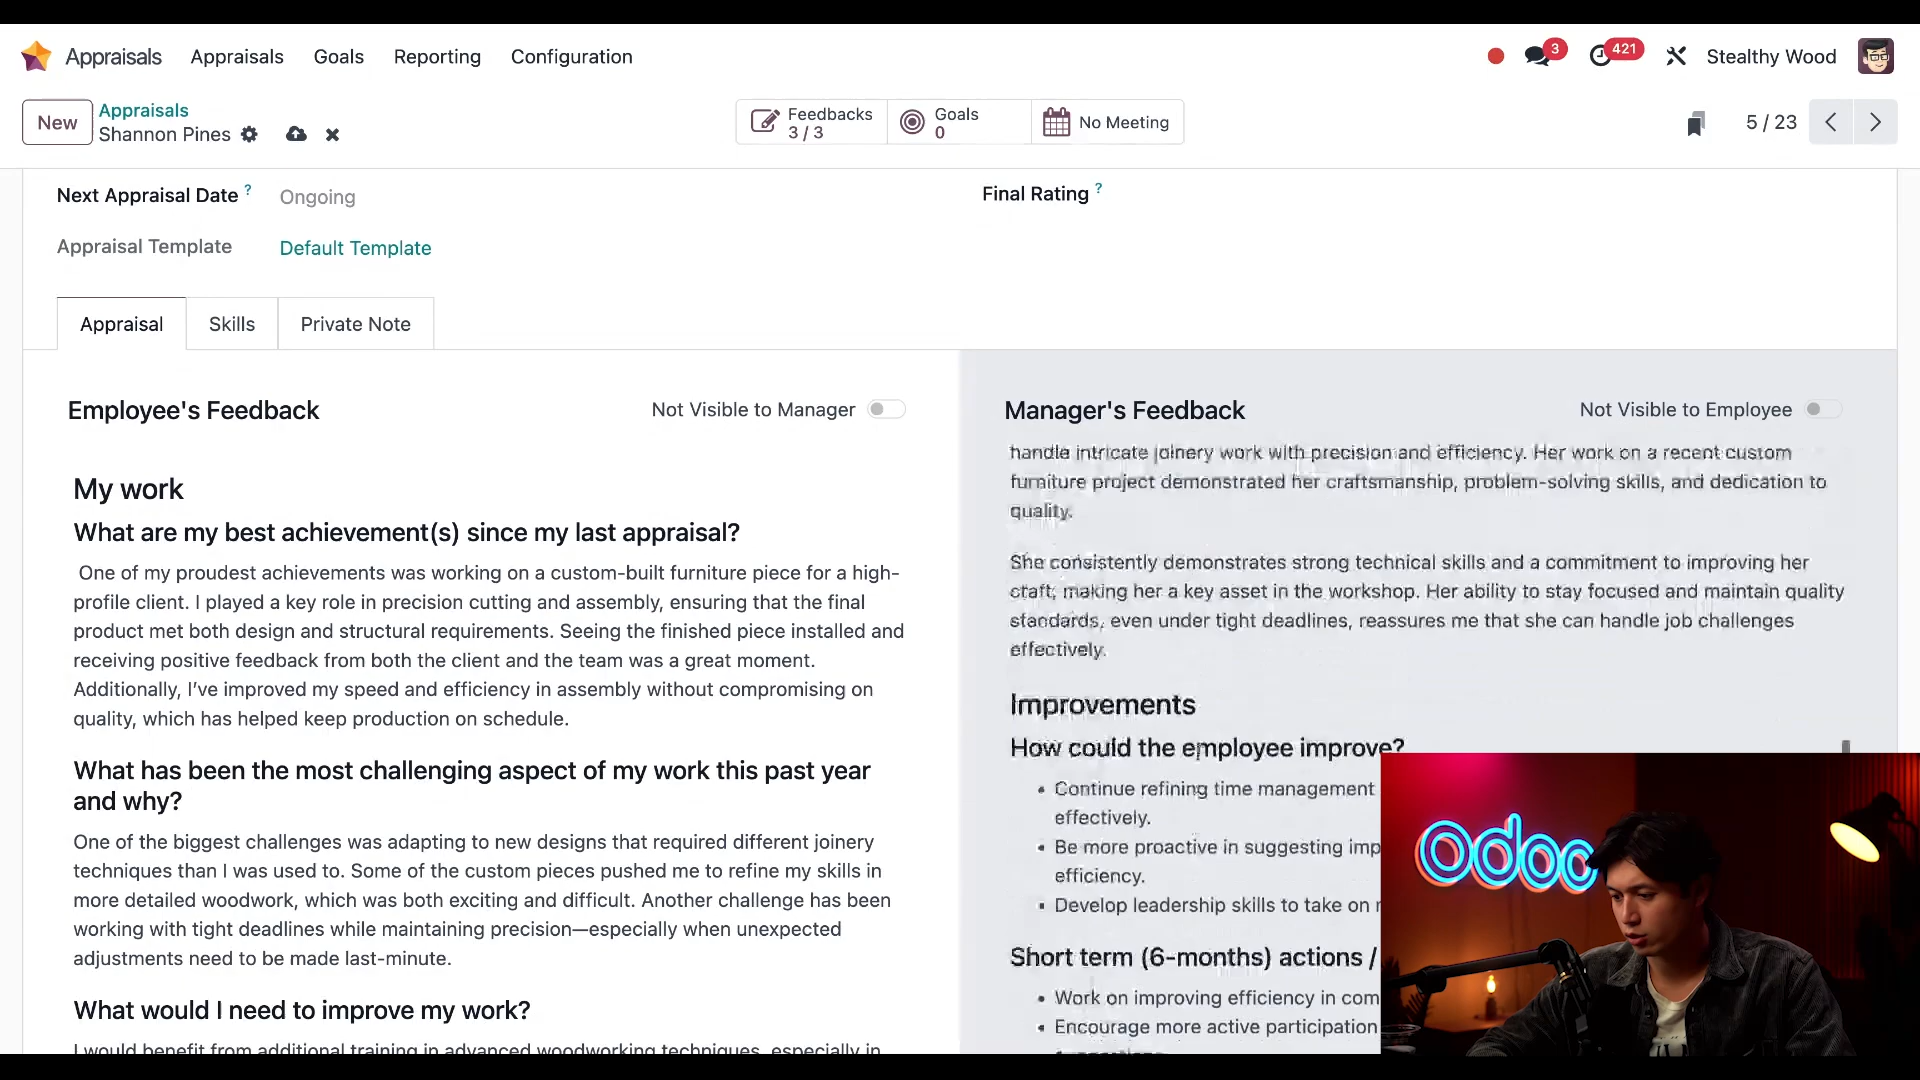 Appraisals
Appraisals
Goals
Reporting
Configuration
3
421
Stealthy Wood
New
Appraisals
Shannon Pines
Feedbacks
3 / 3
Goals
0
No Meeting
5 / 23
Next Appraisal Date ?
Ongoing
Final Rating ?
Appraisal Template
Default Template
Appraisal
Skills
Private Note
Employee's Feedback
Not Visible to Manager
My work
What are my best achievement(s) since my last appraisal?
One of my proudest achievements was working on a custom-built furniture piece for a high-
profile client. I played a key role in precision cutting and assembly, ensuring that the final
product met both design and structural requirements. Seeing the finished piece installed and
receiving positive feedback from both the client and the team was a great moment.
Additionally, I've improved my speed and efficiency in assembly without compromising on
quality, which has helped keep production on schedule.
What has been the most challenging aspect of my work this past year
and why?
One of the biggest challenges was adapting to new designs that required different joinery
techniques than I was used to. Some of the custom pieces pushed me to refine my skills in
more detailed woodwork, which was both exciting and difficult. Another challenge has been
working with tight deadlines while maintaining precision—especially when unexpected
adjustments need to be made last-minute.
What would I need to improve my work?
I would benefit from additional training in advanced woodworking techniques, especially in
Manager's Feedback
Not Visible to Employee
handle intricate joinery work with precision and efficiency. Her work on a recent custom
furniture project demonstrated her craftsmanship, problem-solving skills, and dedication to
quality.
She consistently demonstrates strong technical skills and a commitment to improving her
craft, making her a key asset in the workshop. Her ability to stay focused and maintain quality
standards, even under tight deadlines, reassures me that she can handle job challenges
effectively.
Improvements
How could the employee improve?
Continue refining time management
effectively.
Be more proactive in suggesting imp
efficiency.
Develop leadership skills to take on
Short term (6-months) actions /
Work on improving efficiency in com
Encourage more active participation
odoo